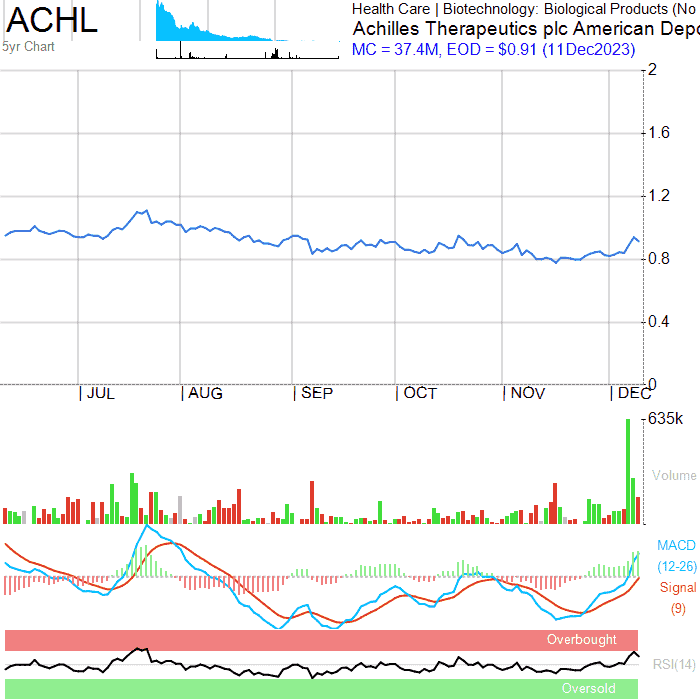 ACHL
5yr Chart
Health Care | Biotechnology: Biological Products (No
Achilles Therapeutics plc American Depo
MC = 37.4M, EOD = $0.91 (11Dec2023)
2
1.6
1.2
0.8
0.4
0
| JUL | AUG | SEP | OCT | NOV | DEC
635k
Volume
MACD
(12-26)
Signal
(9)
Overbought
RSI(14)
Oversold